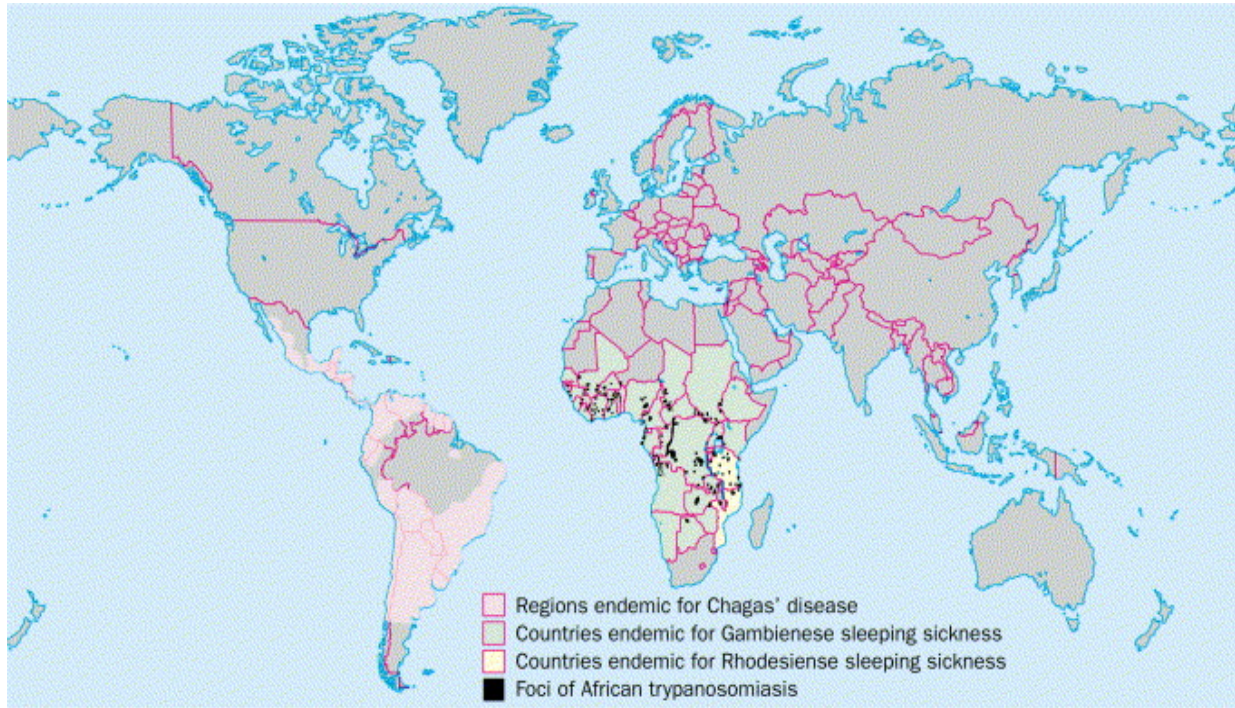 Regions endemic for Chagas' disease
Countries endemic for Gambienese sleeping sickness
Countries endemic for Rhodesiense sleeping sickness
Foci of African trypanosomiasis